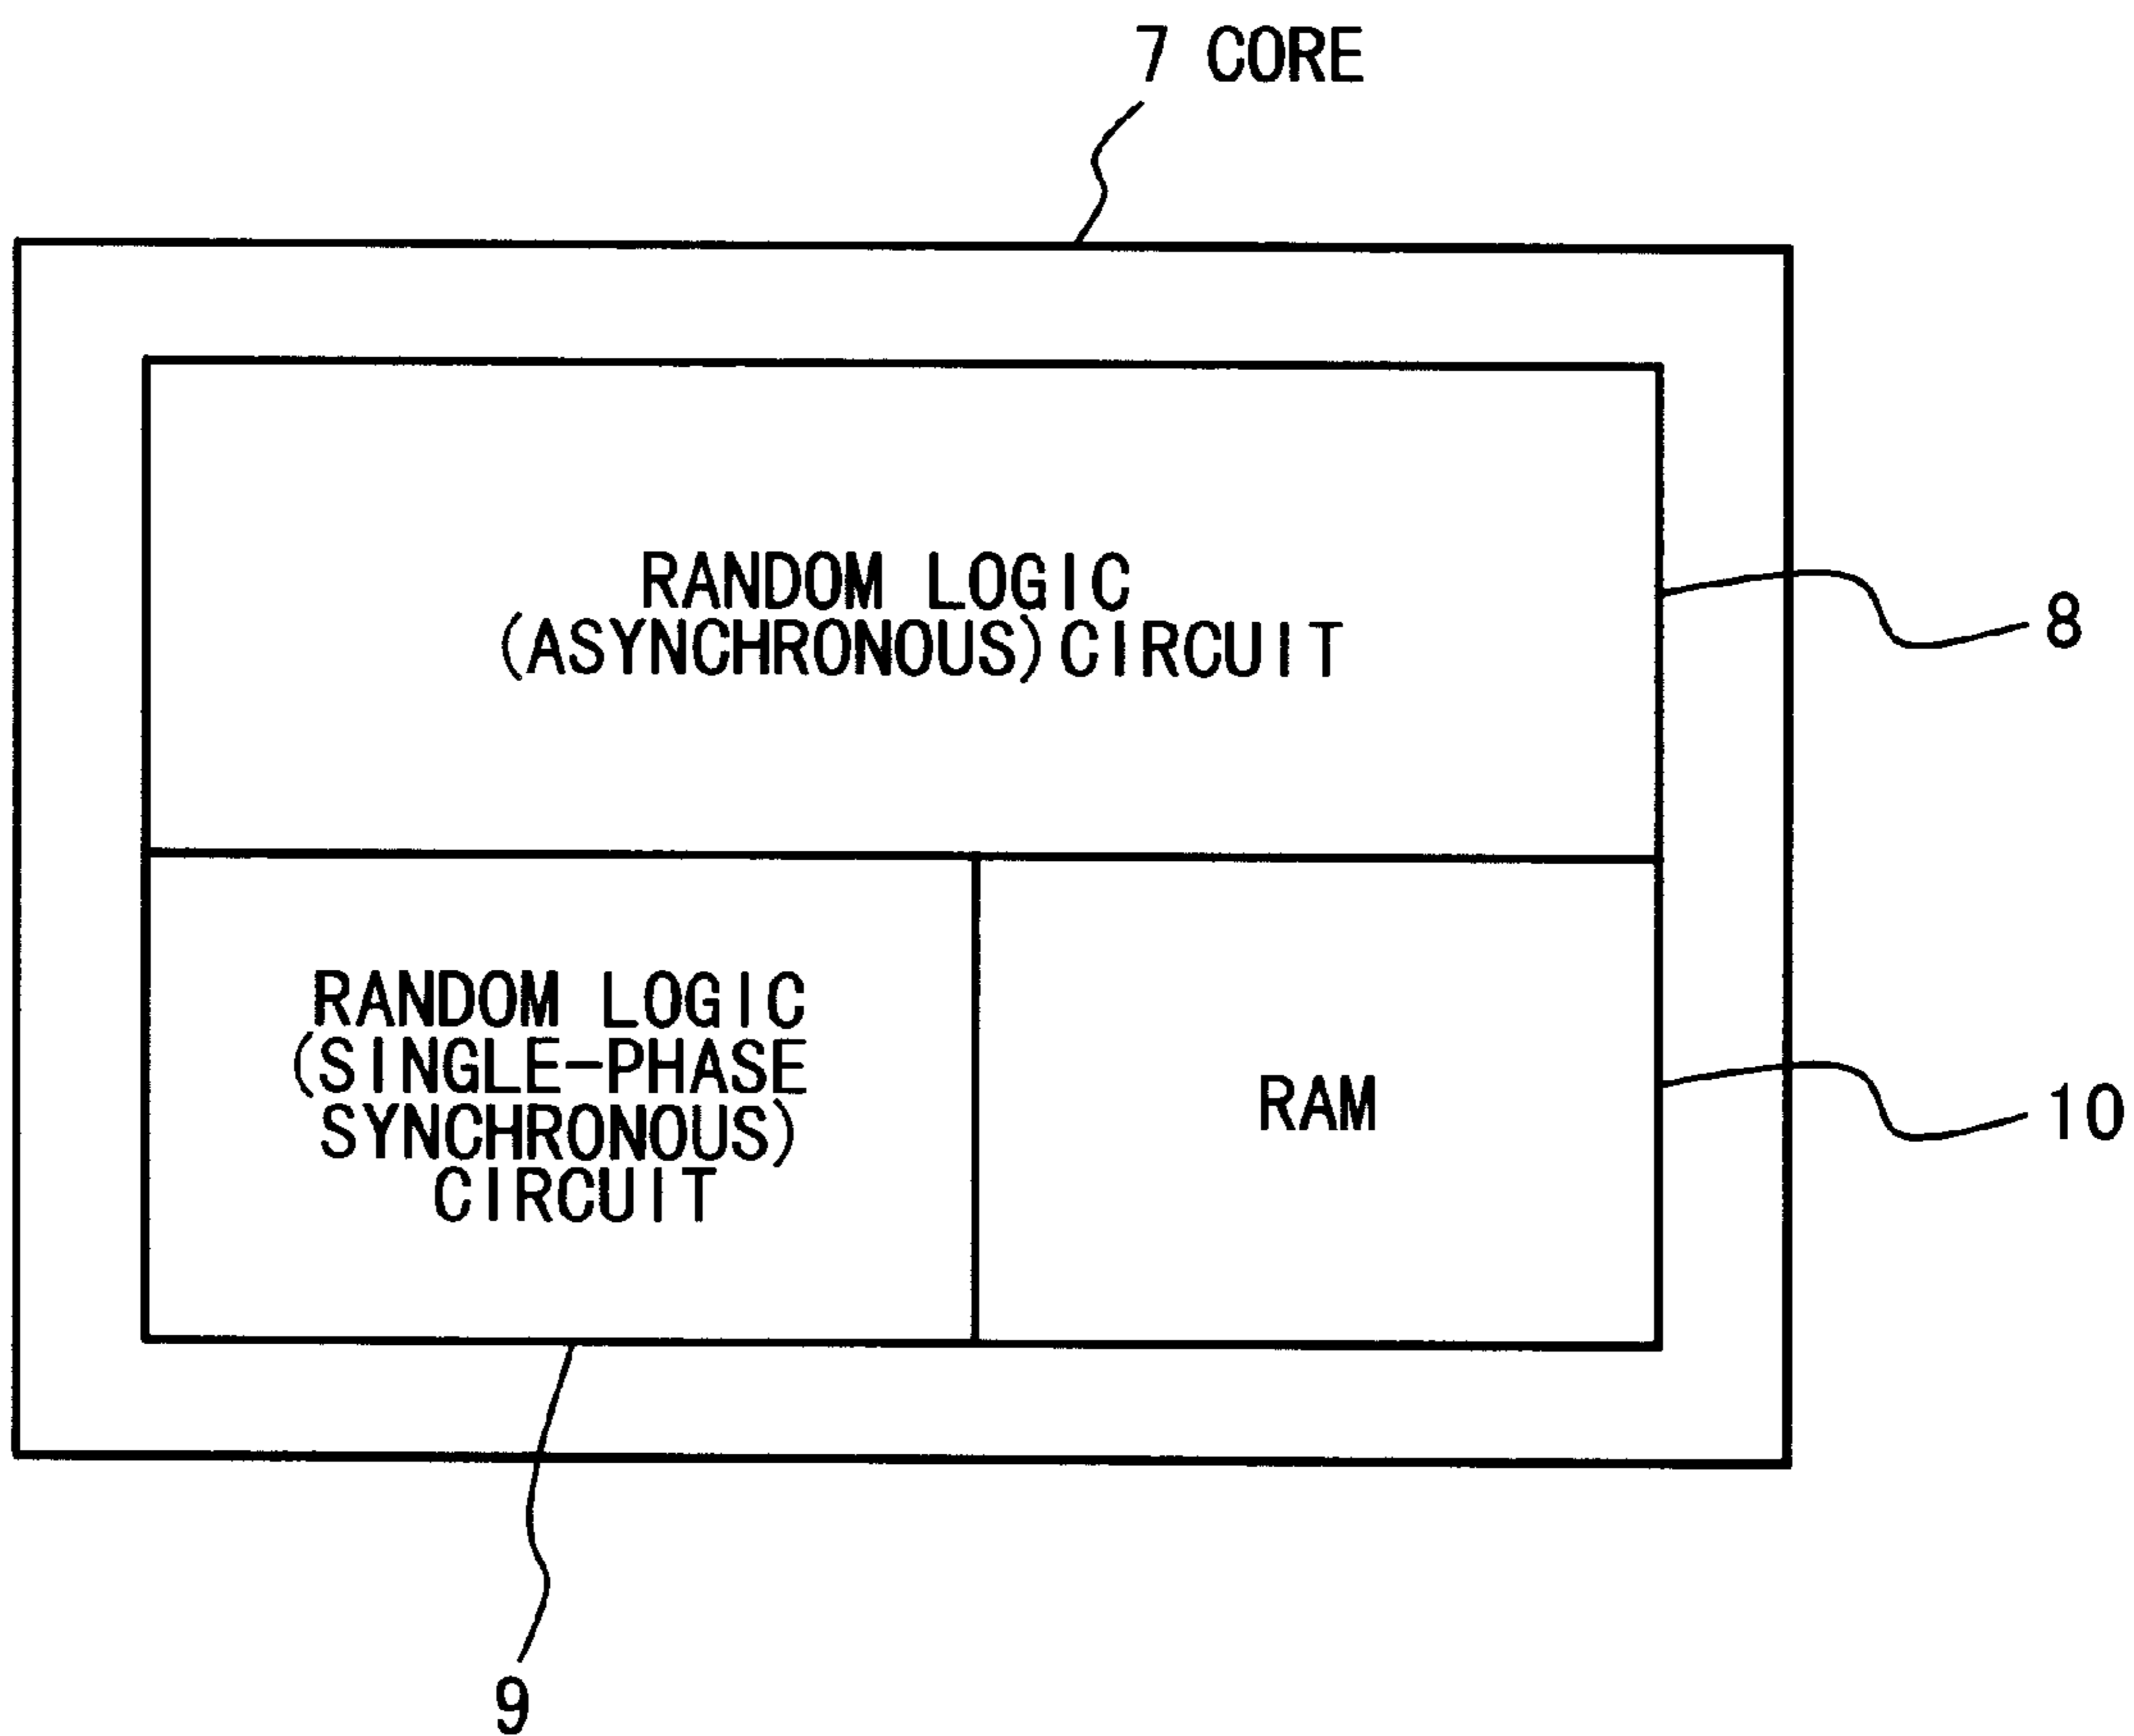 7 CORE
RANDOM LOGIC
(ASYNCHRONOUS)CIRCUIT
8
RANDOM LOGIC
(SINGLE-PHASE
SYNCHRONOUS)
CIRCUIT
RAM
10
9